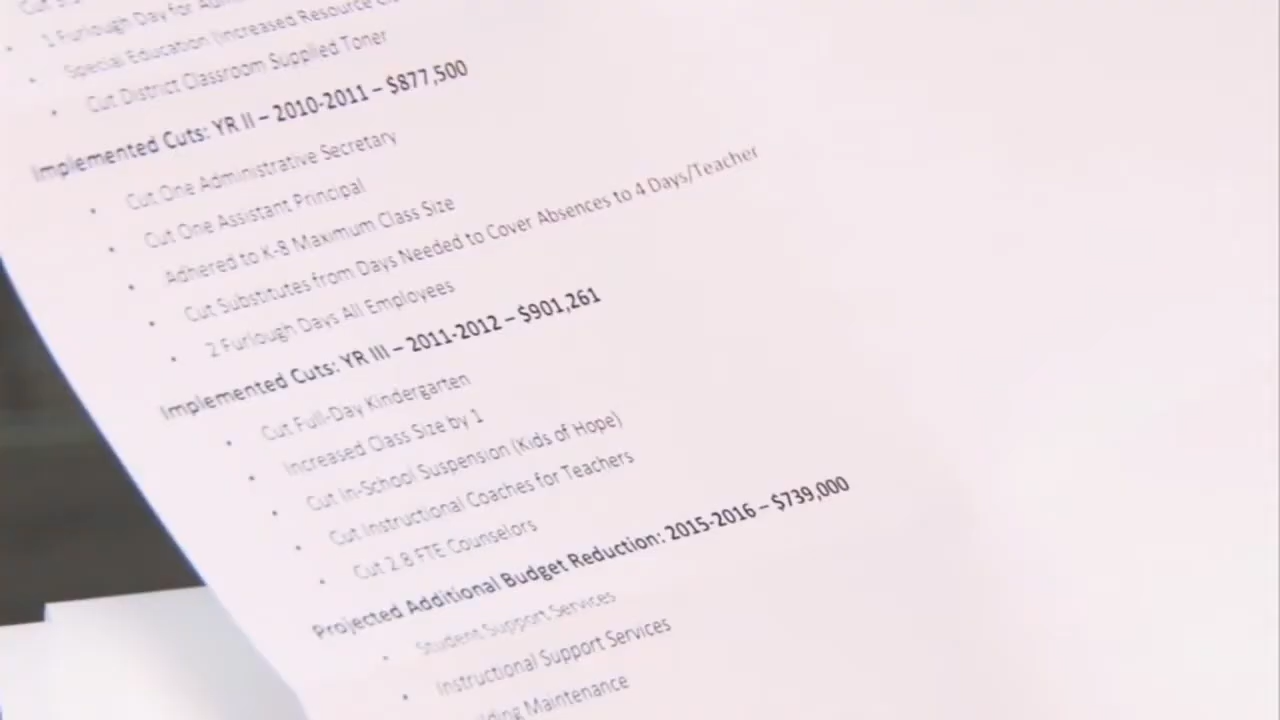 Cut
• 1 Furlough Day for
• Special Education (Increased Resource
• Cut District Classroom Supplied Toner
Implemented Cuts: YR II – 2010-2011 – $877,500
• Cut One Administrative Secretary
• Cut One Assistant Principal
• Adhered to K-8 Maximum Class Size
• Cut Substitutes from Days Needed to Cover Absences to 4 Days/Teacher
• 2 Furlough Days All Employees
Implemented Cuts: YR III – 2011-2012 – $901,261
• Cut Full-Day Kindergarten
• Increased Class Size by 1
• Cut In-School Suspension (Kids of Hope)
• Cut Instructional Coaches for Teachers
• Cut 2.8 FTE Counselors
Projected Additional Budget Reduction: 2015-2016 – $739,000
• Student Support Services
• Instructional Support Services
Maintenance